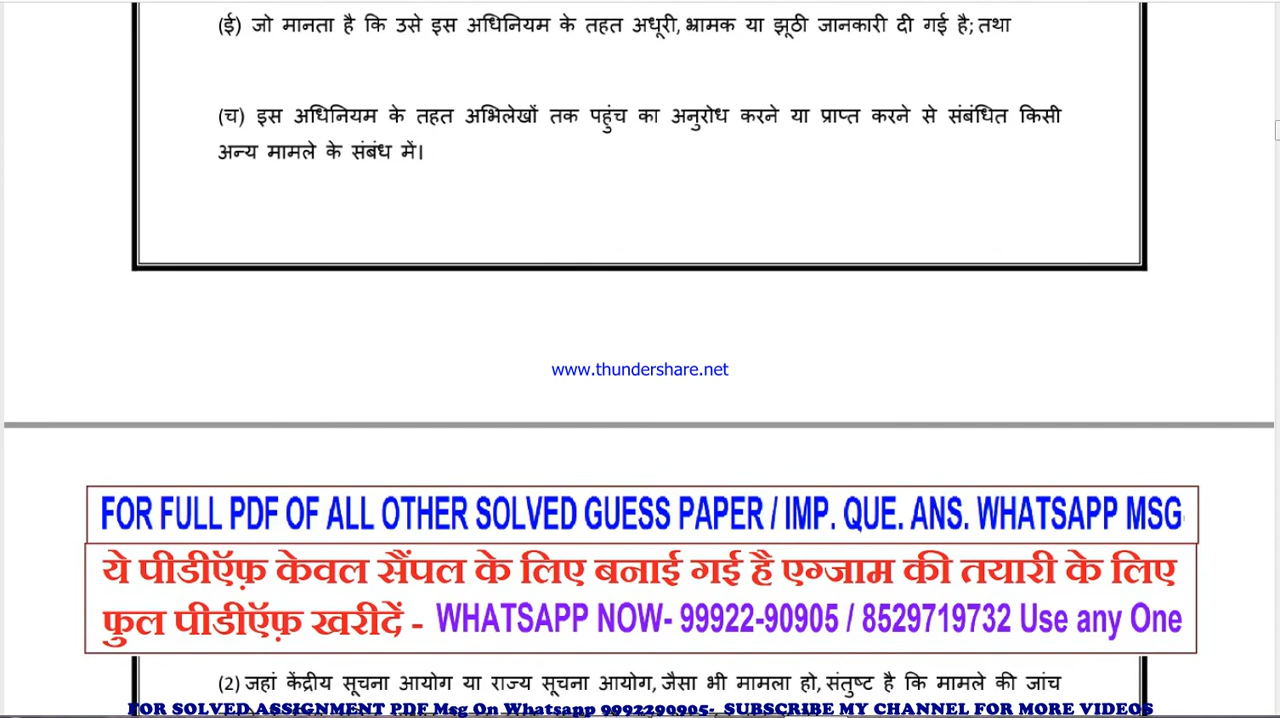 (ई) जो मानता है कि उसे इस अधिनियम के तहत अधूरी, भ्रामक या झूठी जानकारी दी गई है; तथा
(च) इस अधिनियम के तहत अभिलेखों तक पहुंच का अनुरोध करने या प्राप्त करने से संबंधित किसी
अन्य मामले के संबंध में।
www.thundershare.net
FOR FULL PDF OF ALL OTHER SOLVED GUESS PAPER / IMP. QUE. ANS. WHATSAPP MSG
ये पीडीऍफ़ केवल सैंपल के लिए बनाई गई है एग्जाम की तयारी के लिए
फुल पीडीऍफ़ खरीदें - WHATSAPP NOW- 99922-90905 / 8529719732 Use any One
(2) जहां केंद्रीय सूचना आयोग या राज्य सूचना आयोग, जैसा भी मामला हो, संतुष्ट है कि मामले की जांच
FOR SOLVED ASSIGNMENT PDF Msg On Whatsapp 9992290905-, SUBSCRIBE MY CHANNEL FOR MORE VIDEOS